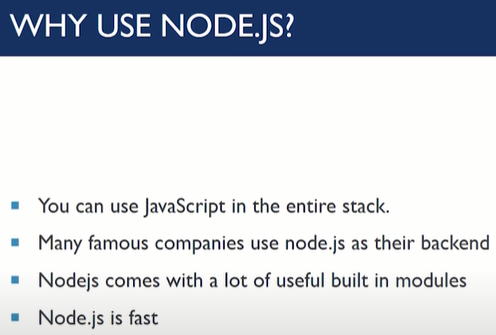 WHY USE NODE.JS?
You can use JavaScript in the entire stack.
Many famous companies use node.js as their backend
Nodejs comes with a lot of useful built in modules
Node.js is fast